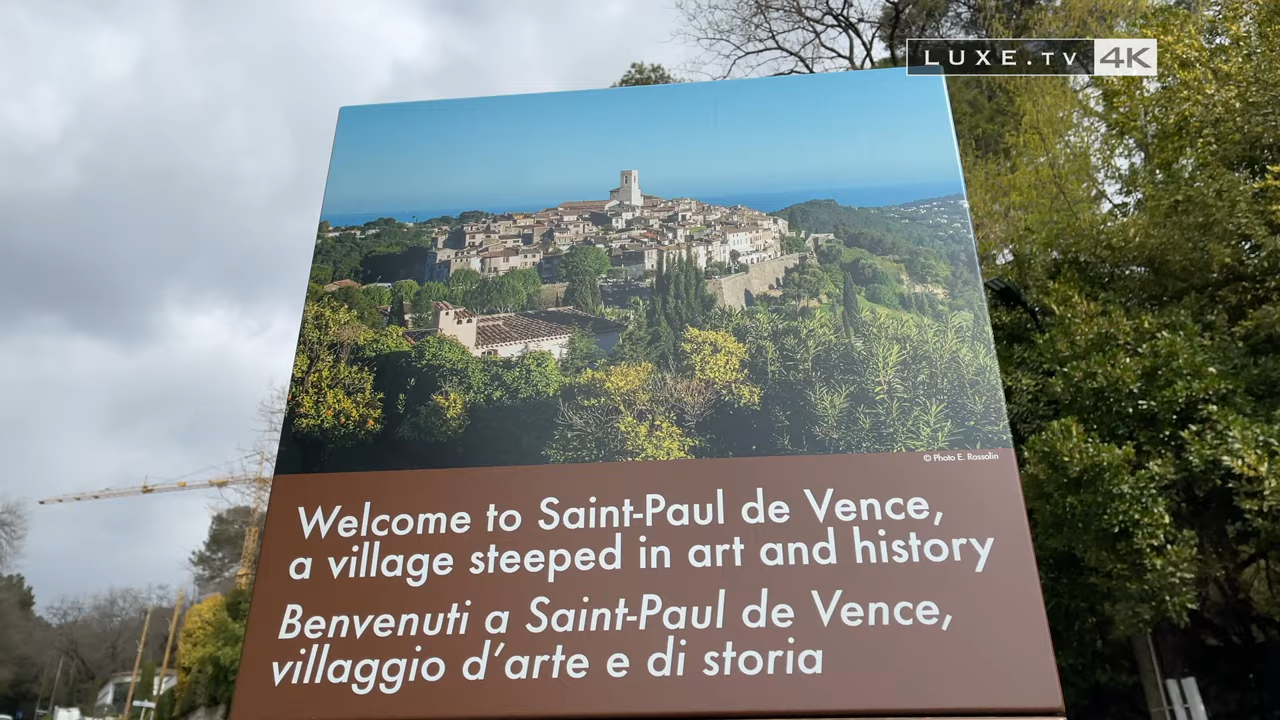 LUXE.TV 4K
© Photo E. Rossolin
Welcome to Saint-Paul de Vence,
a village steeped in art and history
Benvenuti a Saint-Paul de Vence,
villaggio d’arte e di storia